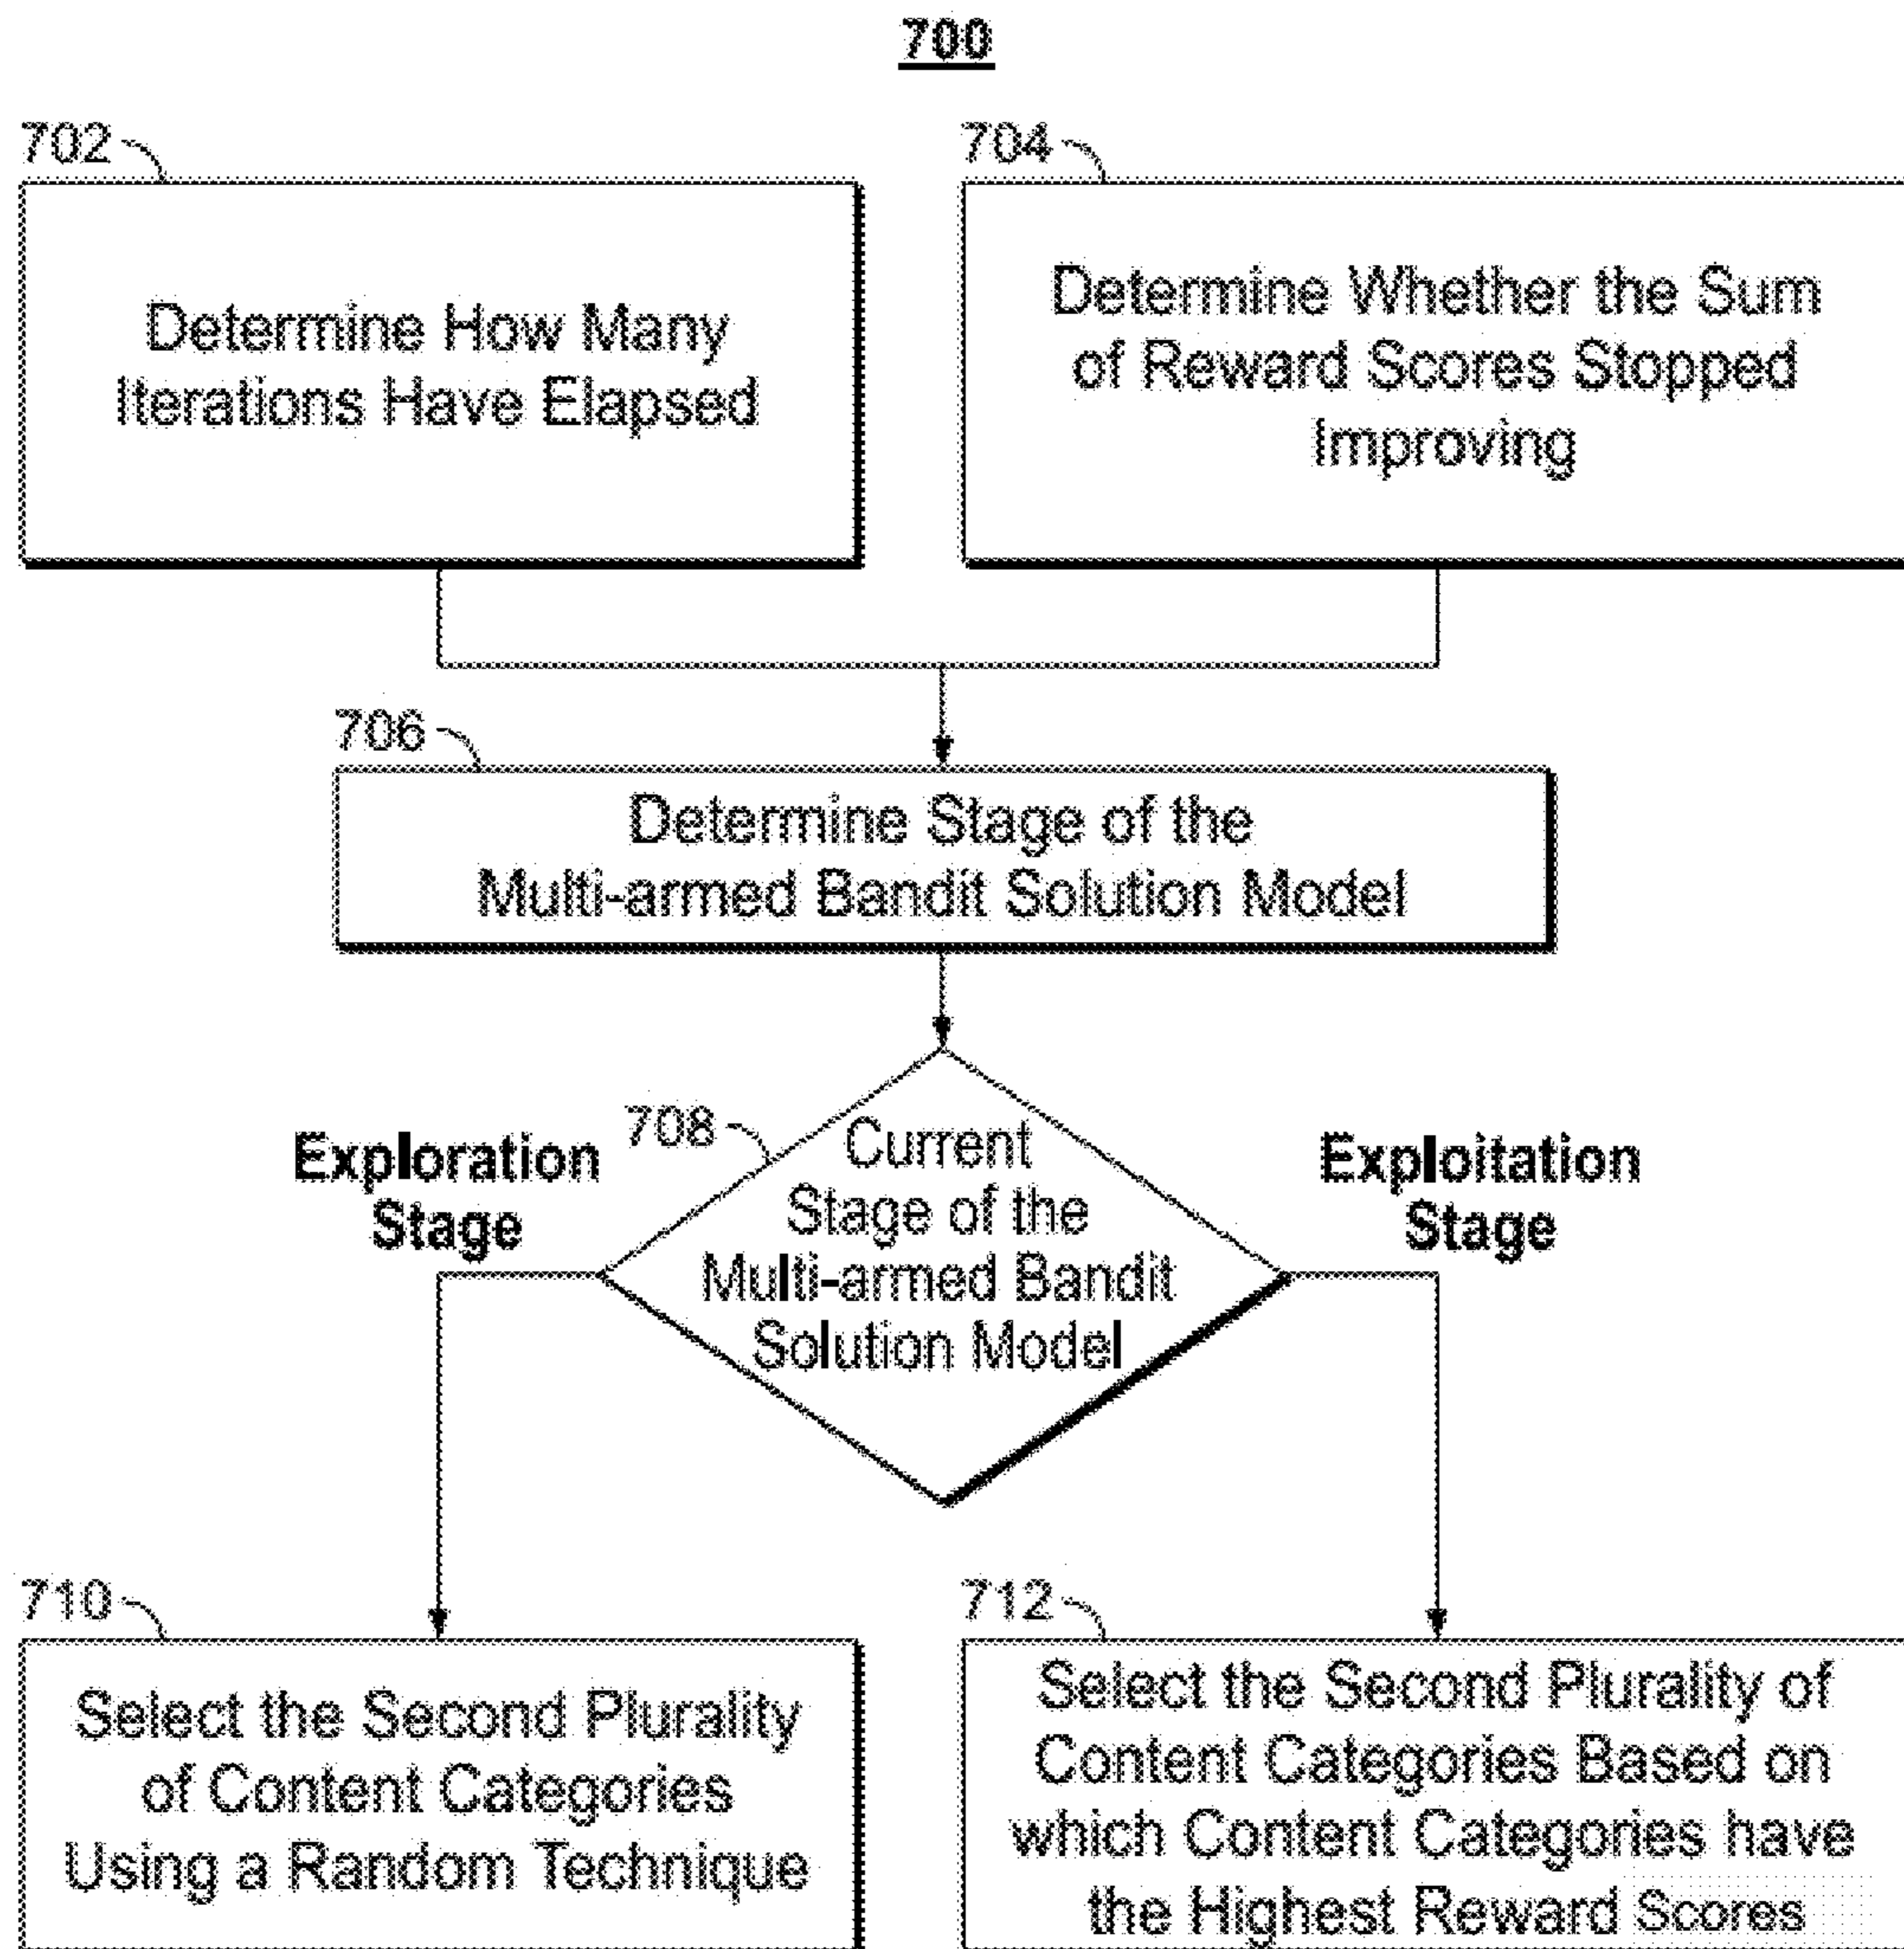 700
702
Determine How Many
Iterations Have Elapsed
704
Determine Whether the Sum
of Reward Scores Stopped
Improving
706
Determine Stage of the
Multi-armed Bandit Solution Model
708
Current
Stage of the
Multi-armed Bandit
Solution Model
Exploration
Stage
Exploitation
Stage
710
Select the Second Plurality
of Content Categories
Using a Random Technique
712
Select the Second Plurality of
Content Categories Based on
which Content Categories have
the Highest Reward Scores